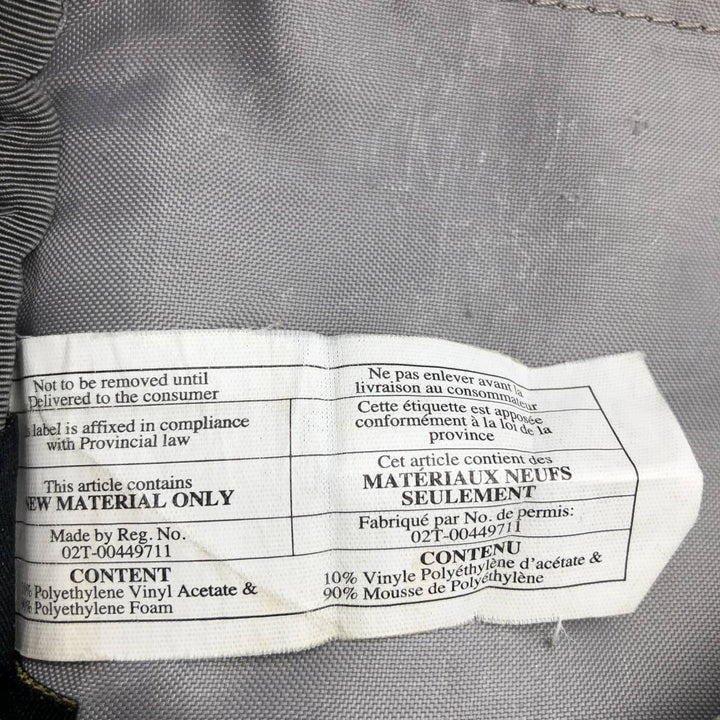 Not to be removed until
Delivered to the consumer
label is affixed in compliance
with Provincial law
This article contains
EW MATERIAL ONLY
Made by Reg. No.
02T-00449711
CONTENT
% Polyethylene Vinyl Acetate &
% Polyethylene Foam
Ne pas enlever avant la
livraison au consommateur
Cette étiquette est apposée
conformément à la loi de la
province
Cet article contient des
MATÉRIAUX NEUFS
SEULEMENT
Fabriqué par No. de permis:
02T-00449711
CONTENU
10% Vinyle Polyéthylène d'acétate &
90% Mousse de Polyéthylène